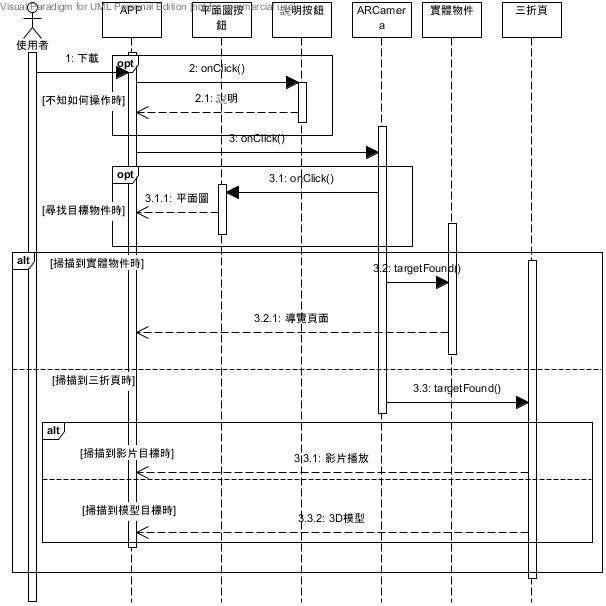 Visual Paradigm for UML Personal Edition [not for commercial use]
APP
平面圖按
鈕
説明按鈕
ARCamer
a
實體物件
三折頁
使用者
1: 下載
opt
2: onClick()
[不知如何操作時]
2.1: 説明
3: onClick()
opt
3.1: onClick()
3.1.1: 平面圖
[尋找目標物件時]
alt
[掃描到實體物件時]
3.2: targetFound()
3.2.1: 導覽頁面
[掃描到三折頁時]
3.3: targetFound()
alt
[掃描到影片目標時]
3.3.1: 影片播放
[掃描到模型目標時]
3.3.2: 3D模型